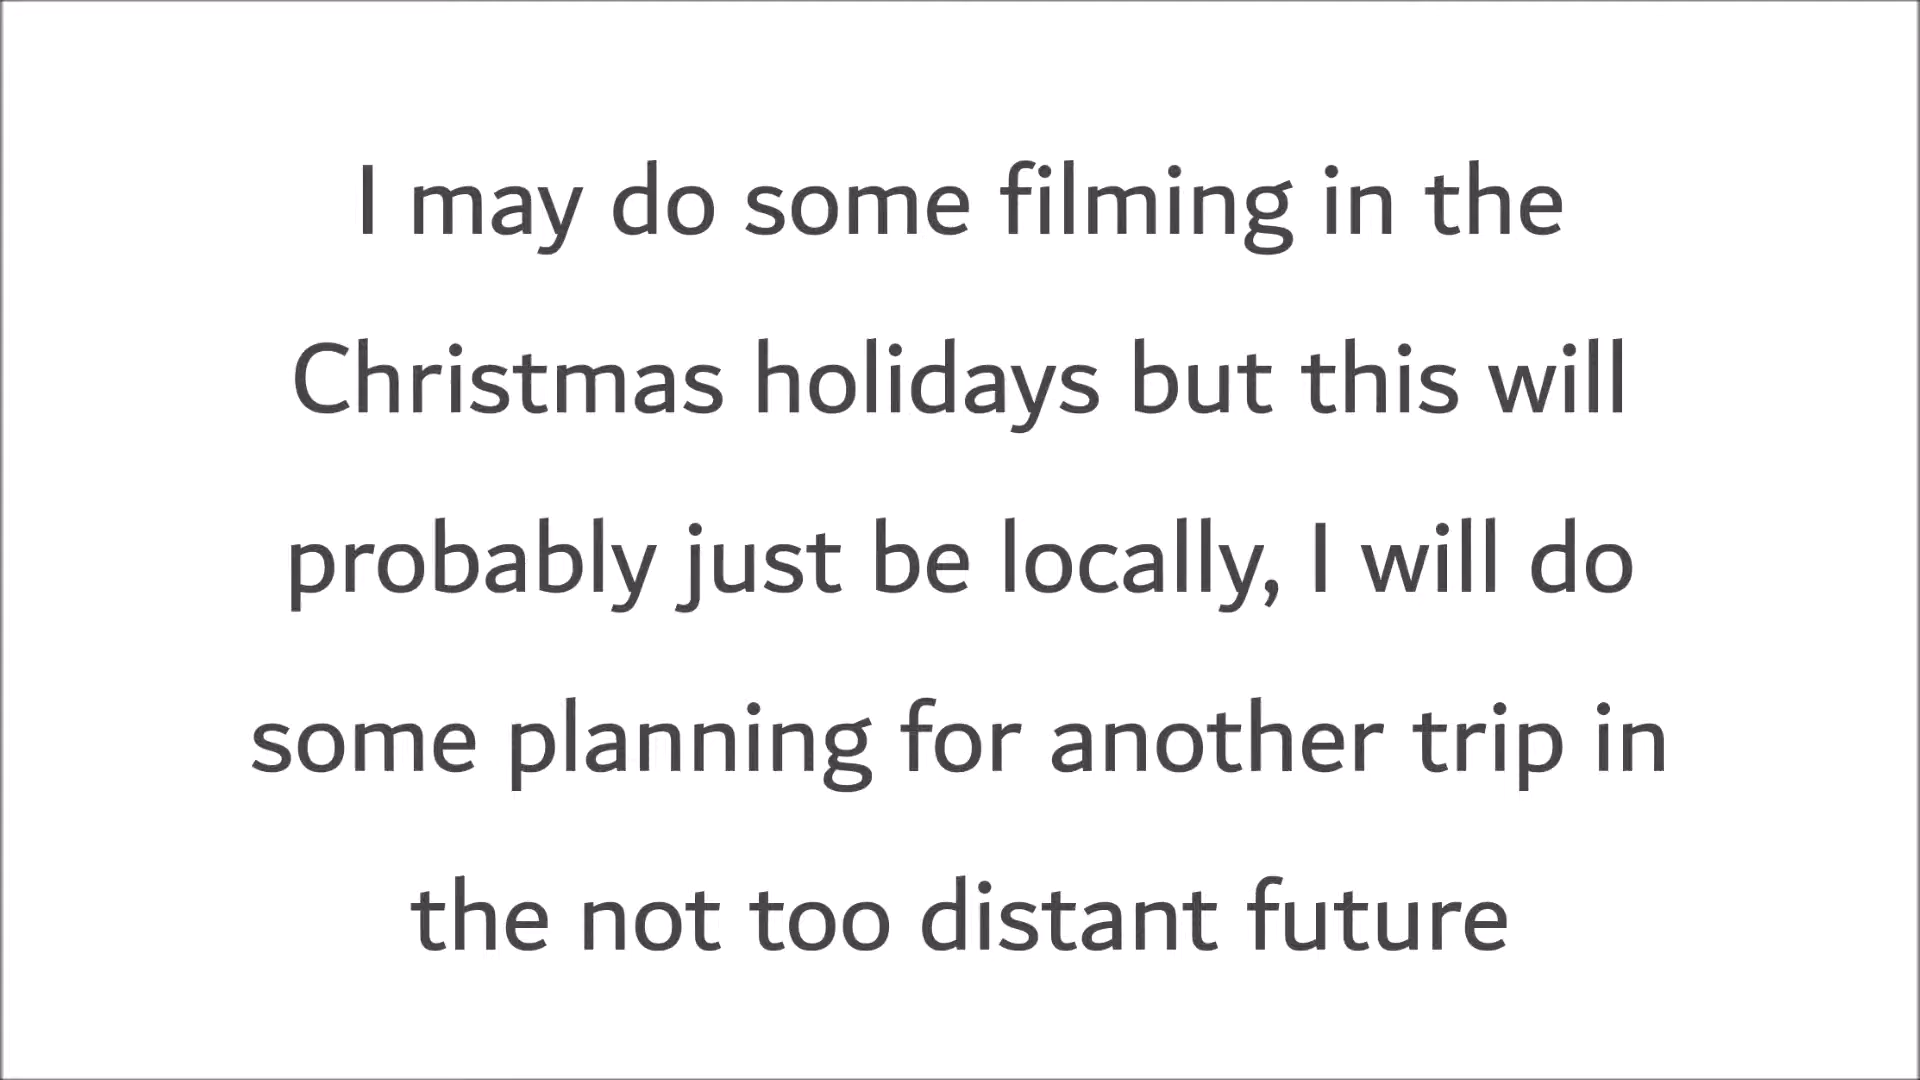 I may do some filming in the
Christmas holidays but this will
probably just be locally, I will do
some planning for another trip in
the not too distant future